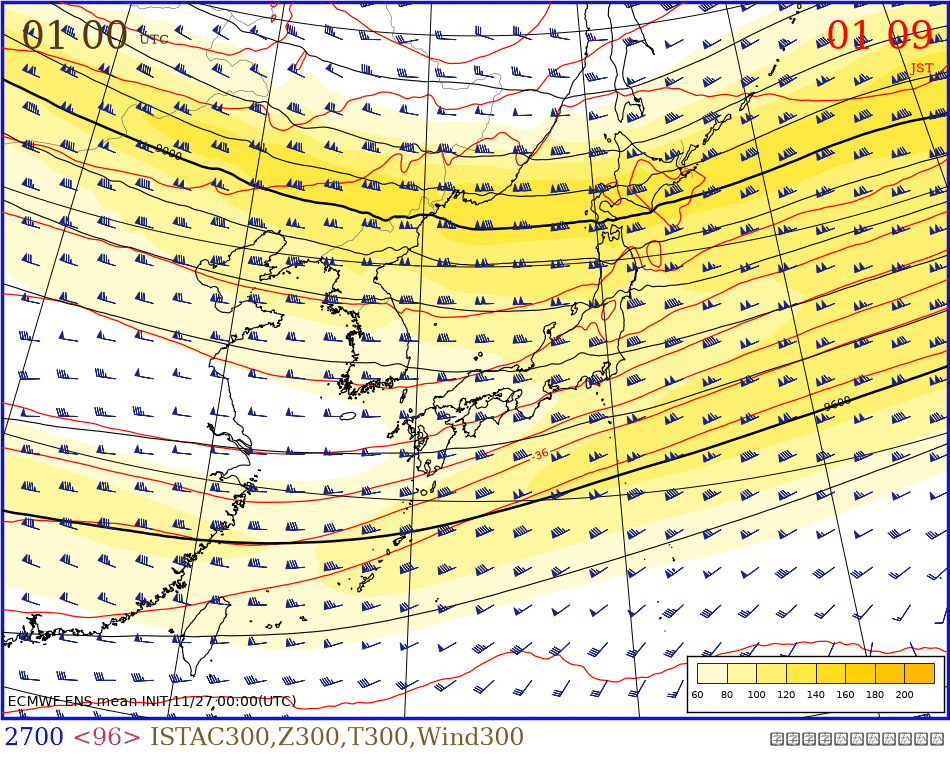 01 00 UTC
01 09 JST
9000
9600
-36
60 80 100 120 140 160 180 200
ECMWF ENS mean INIT 11/27 00:00(UTC)
2700 <96> ISTAC300,Z300,T300,Wind300